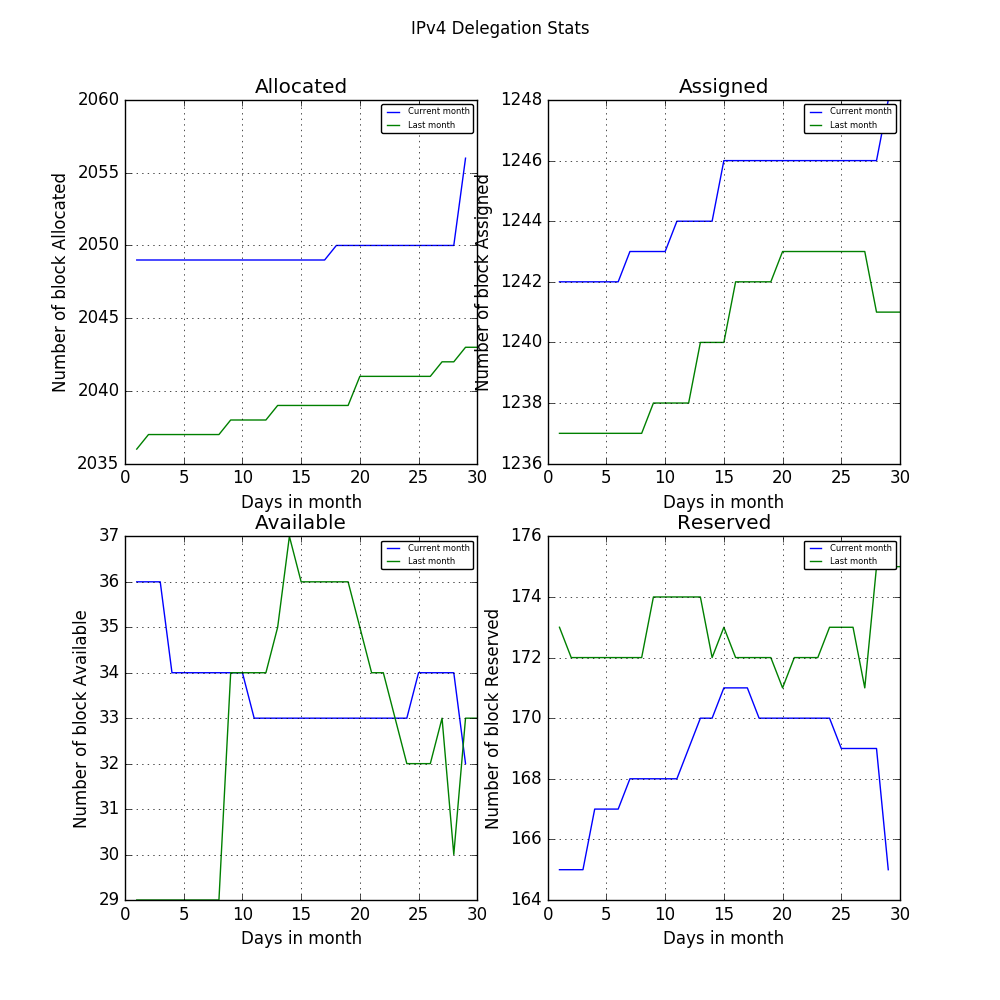 IPv4 Delegation Stats
Allocated
Number of block Allocated
2060
2055
2050
2045
2040
2035
Current month
Last month
0 5 10 15 20 25 30
Days in month
Assigned
Number of block Assigned
1248
1246
1244
1242
1240
1238
1236
Current month
Last month
0 5 10 15 20 25 30
Days in month
Available
Number of block Available
37
36
35
34
33
32
31
30
29
Current month
Last month
0 5 10 15 20 25 30
Days in month
Reserved
Number of block Reserved
176
174
172
170
168
166
164
Current month
Last month
0 5 10 15 20 25 30
Days in month